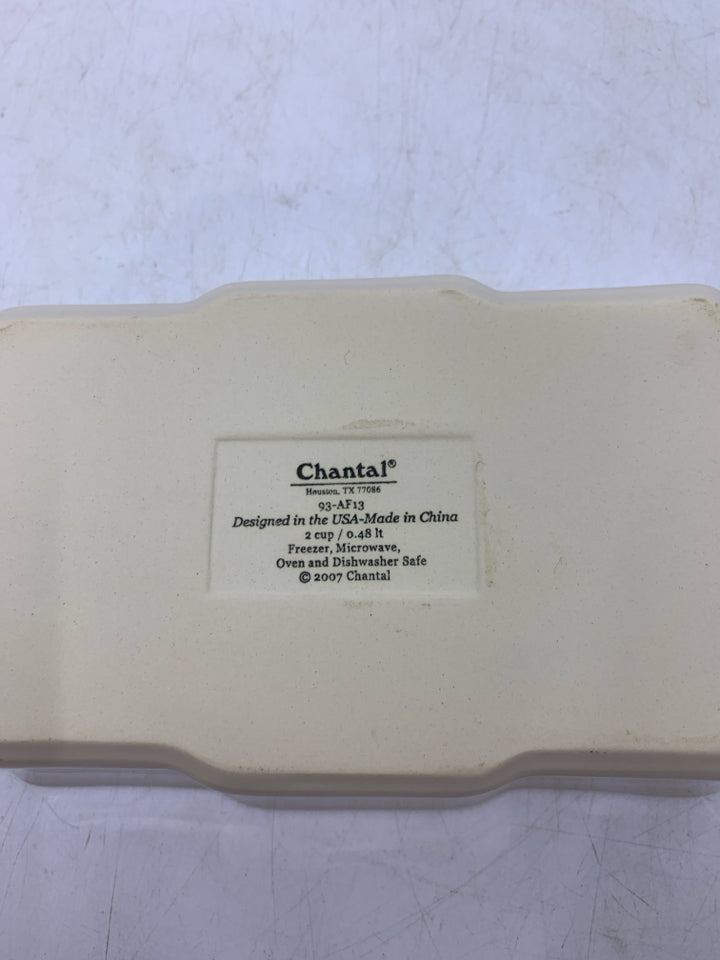 Chantal®
Houston, TX 77086
93-AF13
Designed in the USA-Made in China
2 cup / 0.48 lt
Freezer, Microwave,
Oven and Dishwasher Safe
© 2007 Chantal